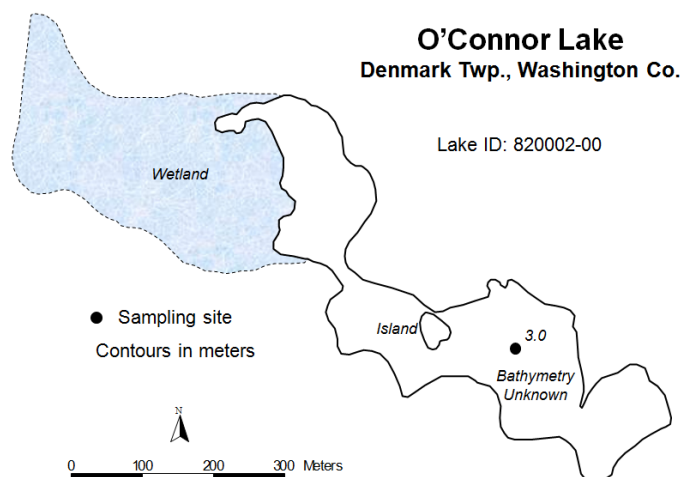 O'Connor Lake
Denmark Twp., Washington Co.
Lake ID: 820002-00
Wetland
Sampling site
Contours in meters
Island
3.0
Bathymetry
Unknown
N
0 100 200 300 Meters